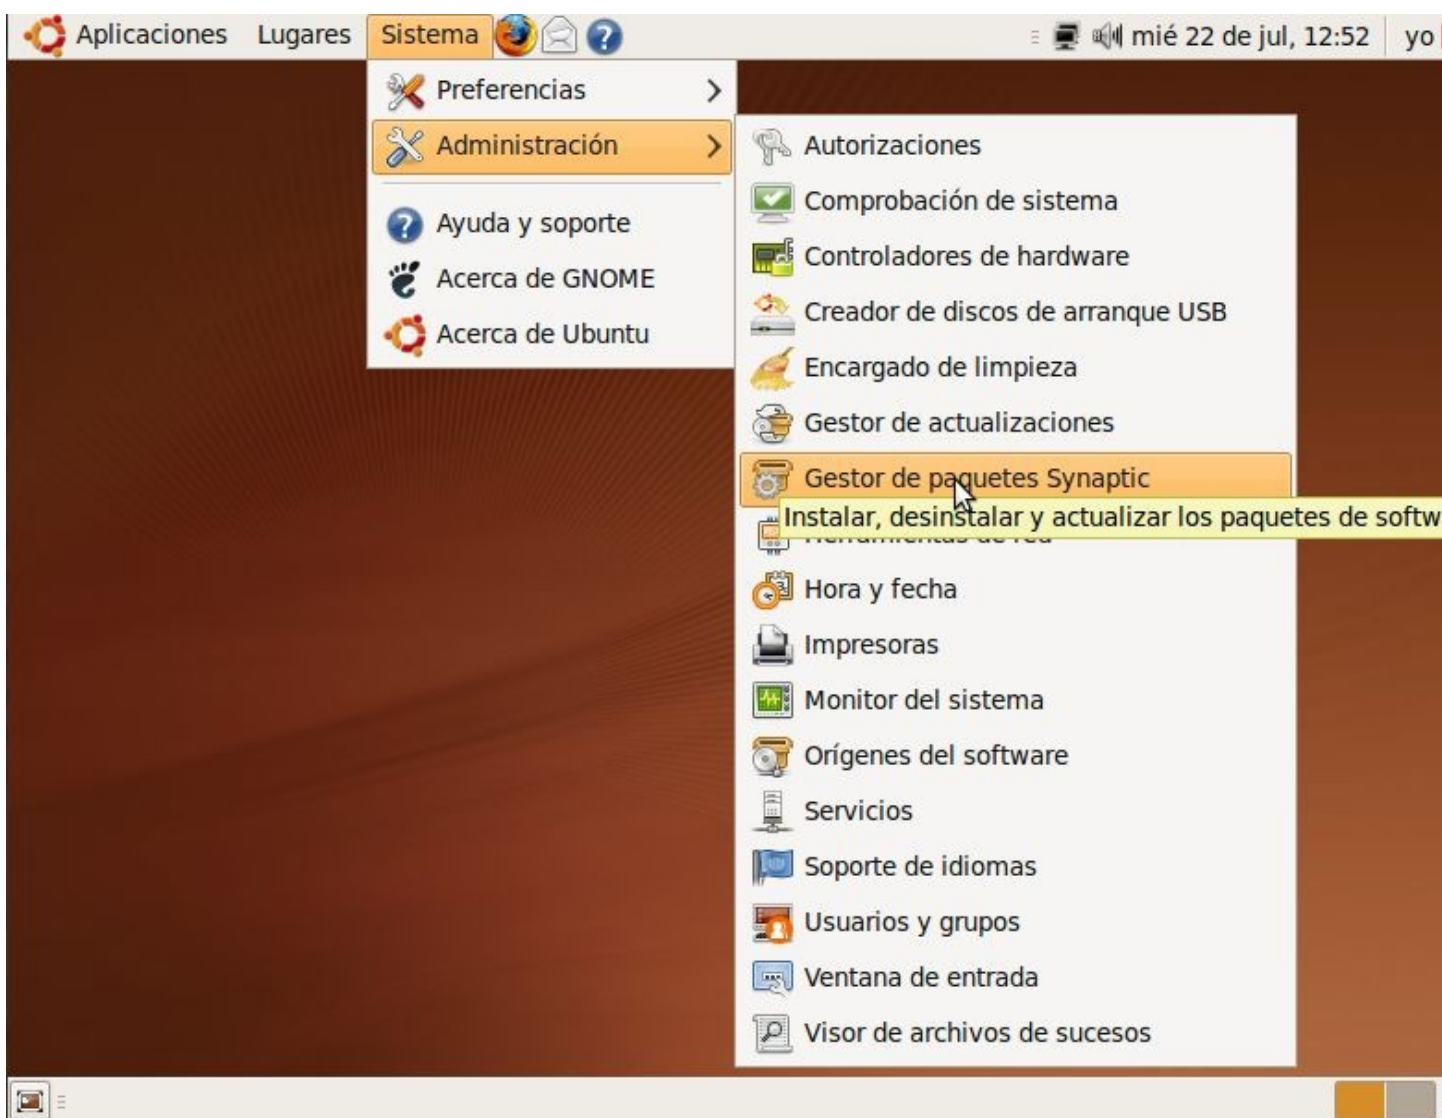 Aplicaciones Lugares Sistema mié 22 de jul, 12:52 yo
Preferencias
Administración
Ayuda y soporte
Acerca de GNOME
Acerca de Ubuntu
Autorizaciones
Comprobación de sistema
Controladores de hardware
Creador de discos de arranque USB
Encargado de limpieza
Gestor de actualizaciones
Gestor de paquetes Synaptic
Instalar, desinstalar y actualizar los paquetes de softw
Herramientas de red
Hora y fecha
Impresoras
Monitor del sistema
Orígenes del software
Servicios
Soporte de idiomas
Usuarios y grupos
Ventana de entrada
Visor de archivos de sucesos